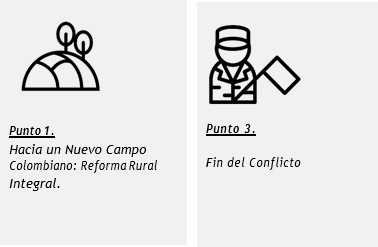 Punto 1.
Hacia un Nuevo Campo
Colombiano: Reforma Rural
Integral.
Punto 3.
Fin del Conflicto